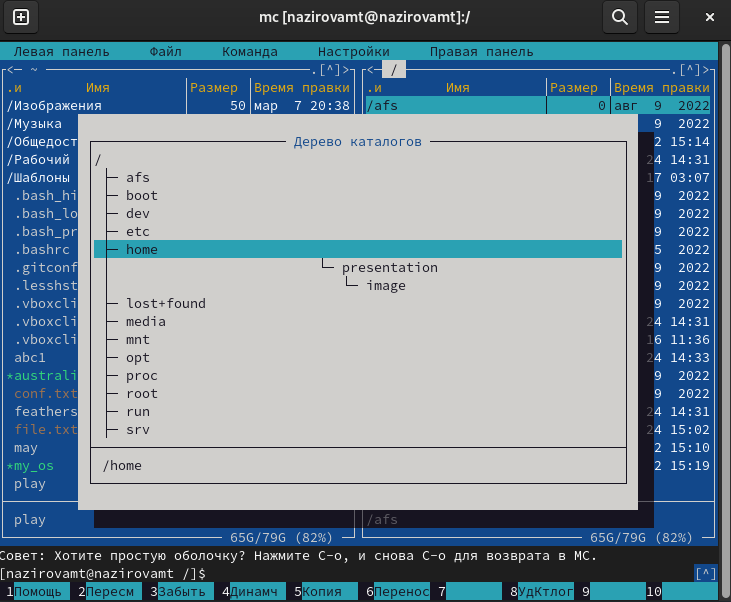 mc [nazirovamt@nazirovamt]:/
Левая панель Файл Команда Настройки Правая панель
<─ ~ .[^]> <─ / .[^]>
.и Имя Размер Время правки .и Имя Размер Время правки
/Изображения 50 мар 7 20:38 /afs 0 авг 9 2022
/Музыка 9 2022
/Общедост 2 15:14
Дерево каталогов
/Рабочий / 24 14:31
/Шаблоны afs 17 03:07
.bash_hi boot 9 2022
.bash_lo dev 9 2022
.bash_pr etc 9 2022
.bashrc home 5 2022
.gitconf presentation 9 2022
.lesshst image 9 2022
.vboxcli lost+found 9 2022
.vboxcli media 24 14:31
.vboxcli mnt 16 11:36
abc1 opt 24 14:33
*australi proc 9 2022
conf.txt root 9 2022
feathers run 24 14:31
file.txt srv 24 15:02
may 2 15:10
*my_os /home 2 15:19
play
play /afs
65G/79G (82%) 65G/79G (82%)
Совет: Хотите простую оболочку? Нажмите C-o, и снова C-o для возврата в MC.
[nazirovamt@nazirovamt /]$ [^]
1Помощь 2Пересм 3Забыть 4Динамч 5Копия 6Перенос 7 8УдКтлог 9 10